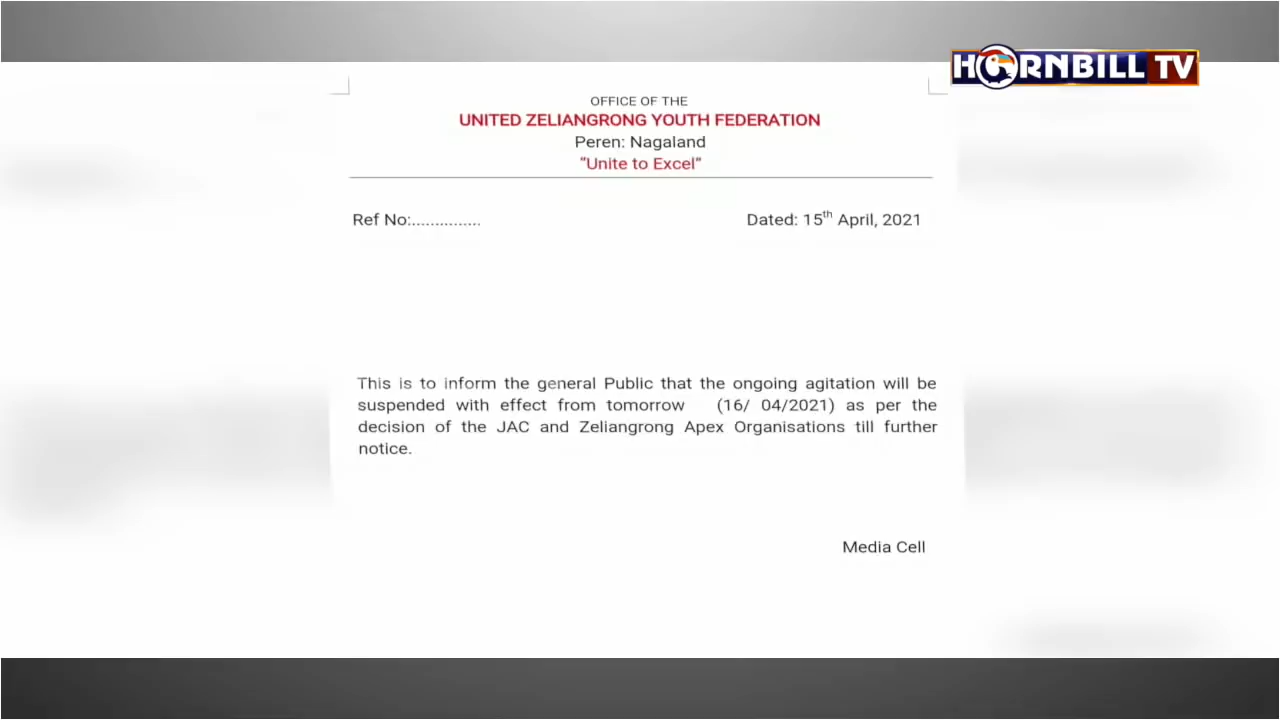 HORNBILL TV
OFFICE OF THE
UNITED ZELIANGRONG YOUTH FEDERATION
Peren: Nagaland
"Unite to Excel"
Ref No:.............. Dated: 15th April, 2021
This is to inform the general Public that the ongoing agitation will be
suspended with effect from tomorrow (16/ 04/2021) as per the
decision of the JAC and Zeliangrong Apex Organisations till further
notice.
Media Cell